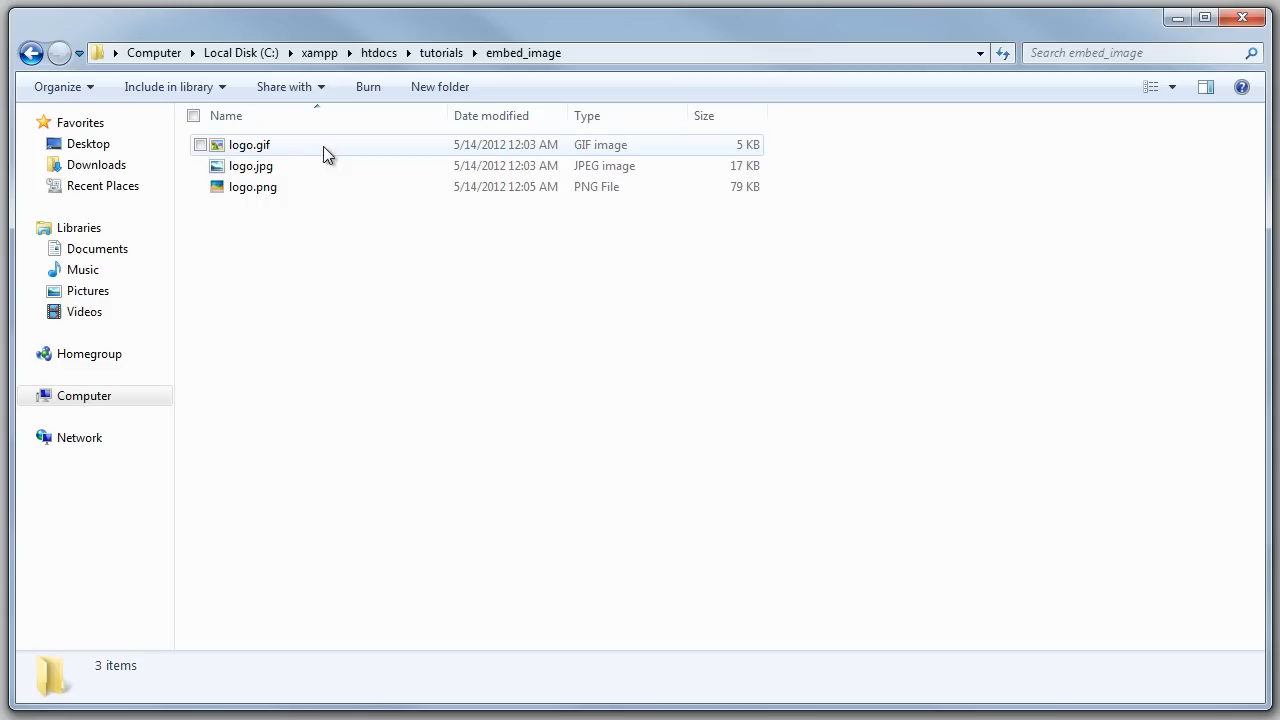 Computer Local Disk (C:) xampp htdocs tutorials embed_image Search embed_image
Organize Include in library Share with Burn New folder
Favorites
Desktop
Downloads
Recent Places
Libraries
Documents
Music
Pictures
Videos
Homegroup
Computer
Network
Name Date modified Type Size
logo.gif 5/14/2012 12:03 AM GIF image 5 KB
logo.jpg 5/14/2012 12:03 AM JPEG image 17 KB
logo.png 5/14/2012 12:05 AM PNG File 79 KB
3 items